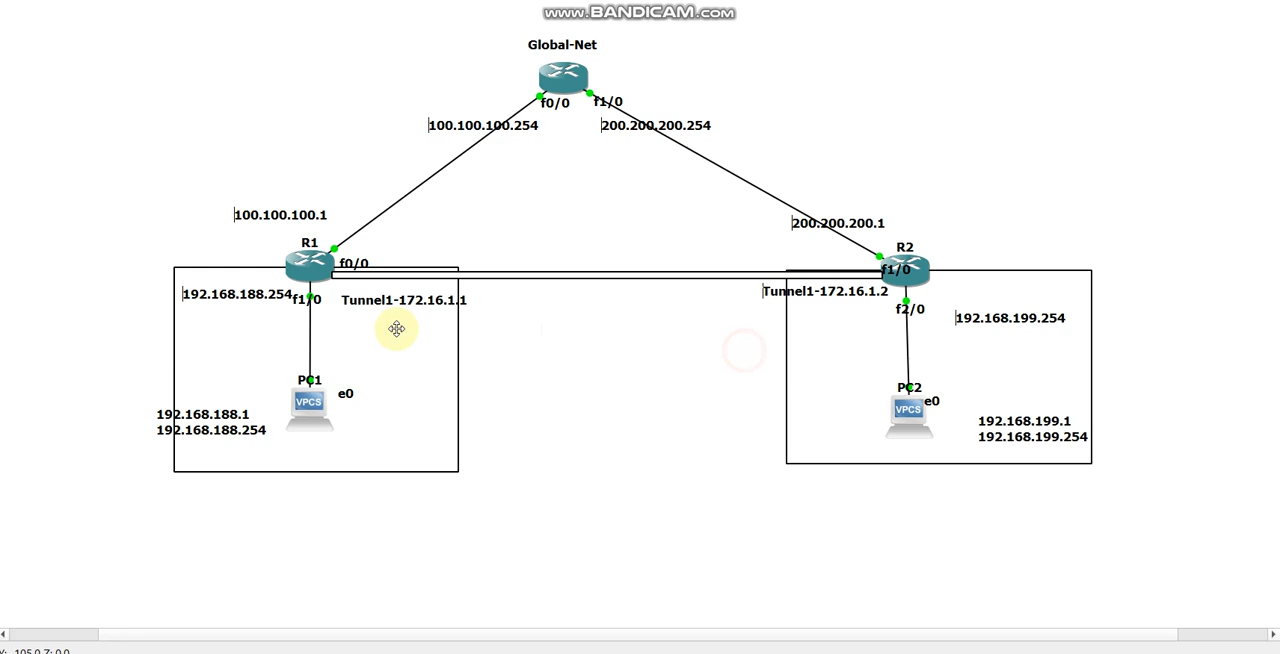 www.BANDICAM.com
Global-Net
f0/0
f1/0
100.100.100.254
200.200.200.254
100.100.100.1
200.200.200.1
R1
R2
f0/0
f1/0
192.168.188.254
f1/0
Tunnel1-172.16.1.1
Tunnel1-172.16.1.2
f2/0
192.168.199.254
PC1
e0
VPCS
PC2
e0
VPCS
192.168.188.1
192.168.188.254
192.168.199.1
192.168.199.254